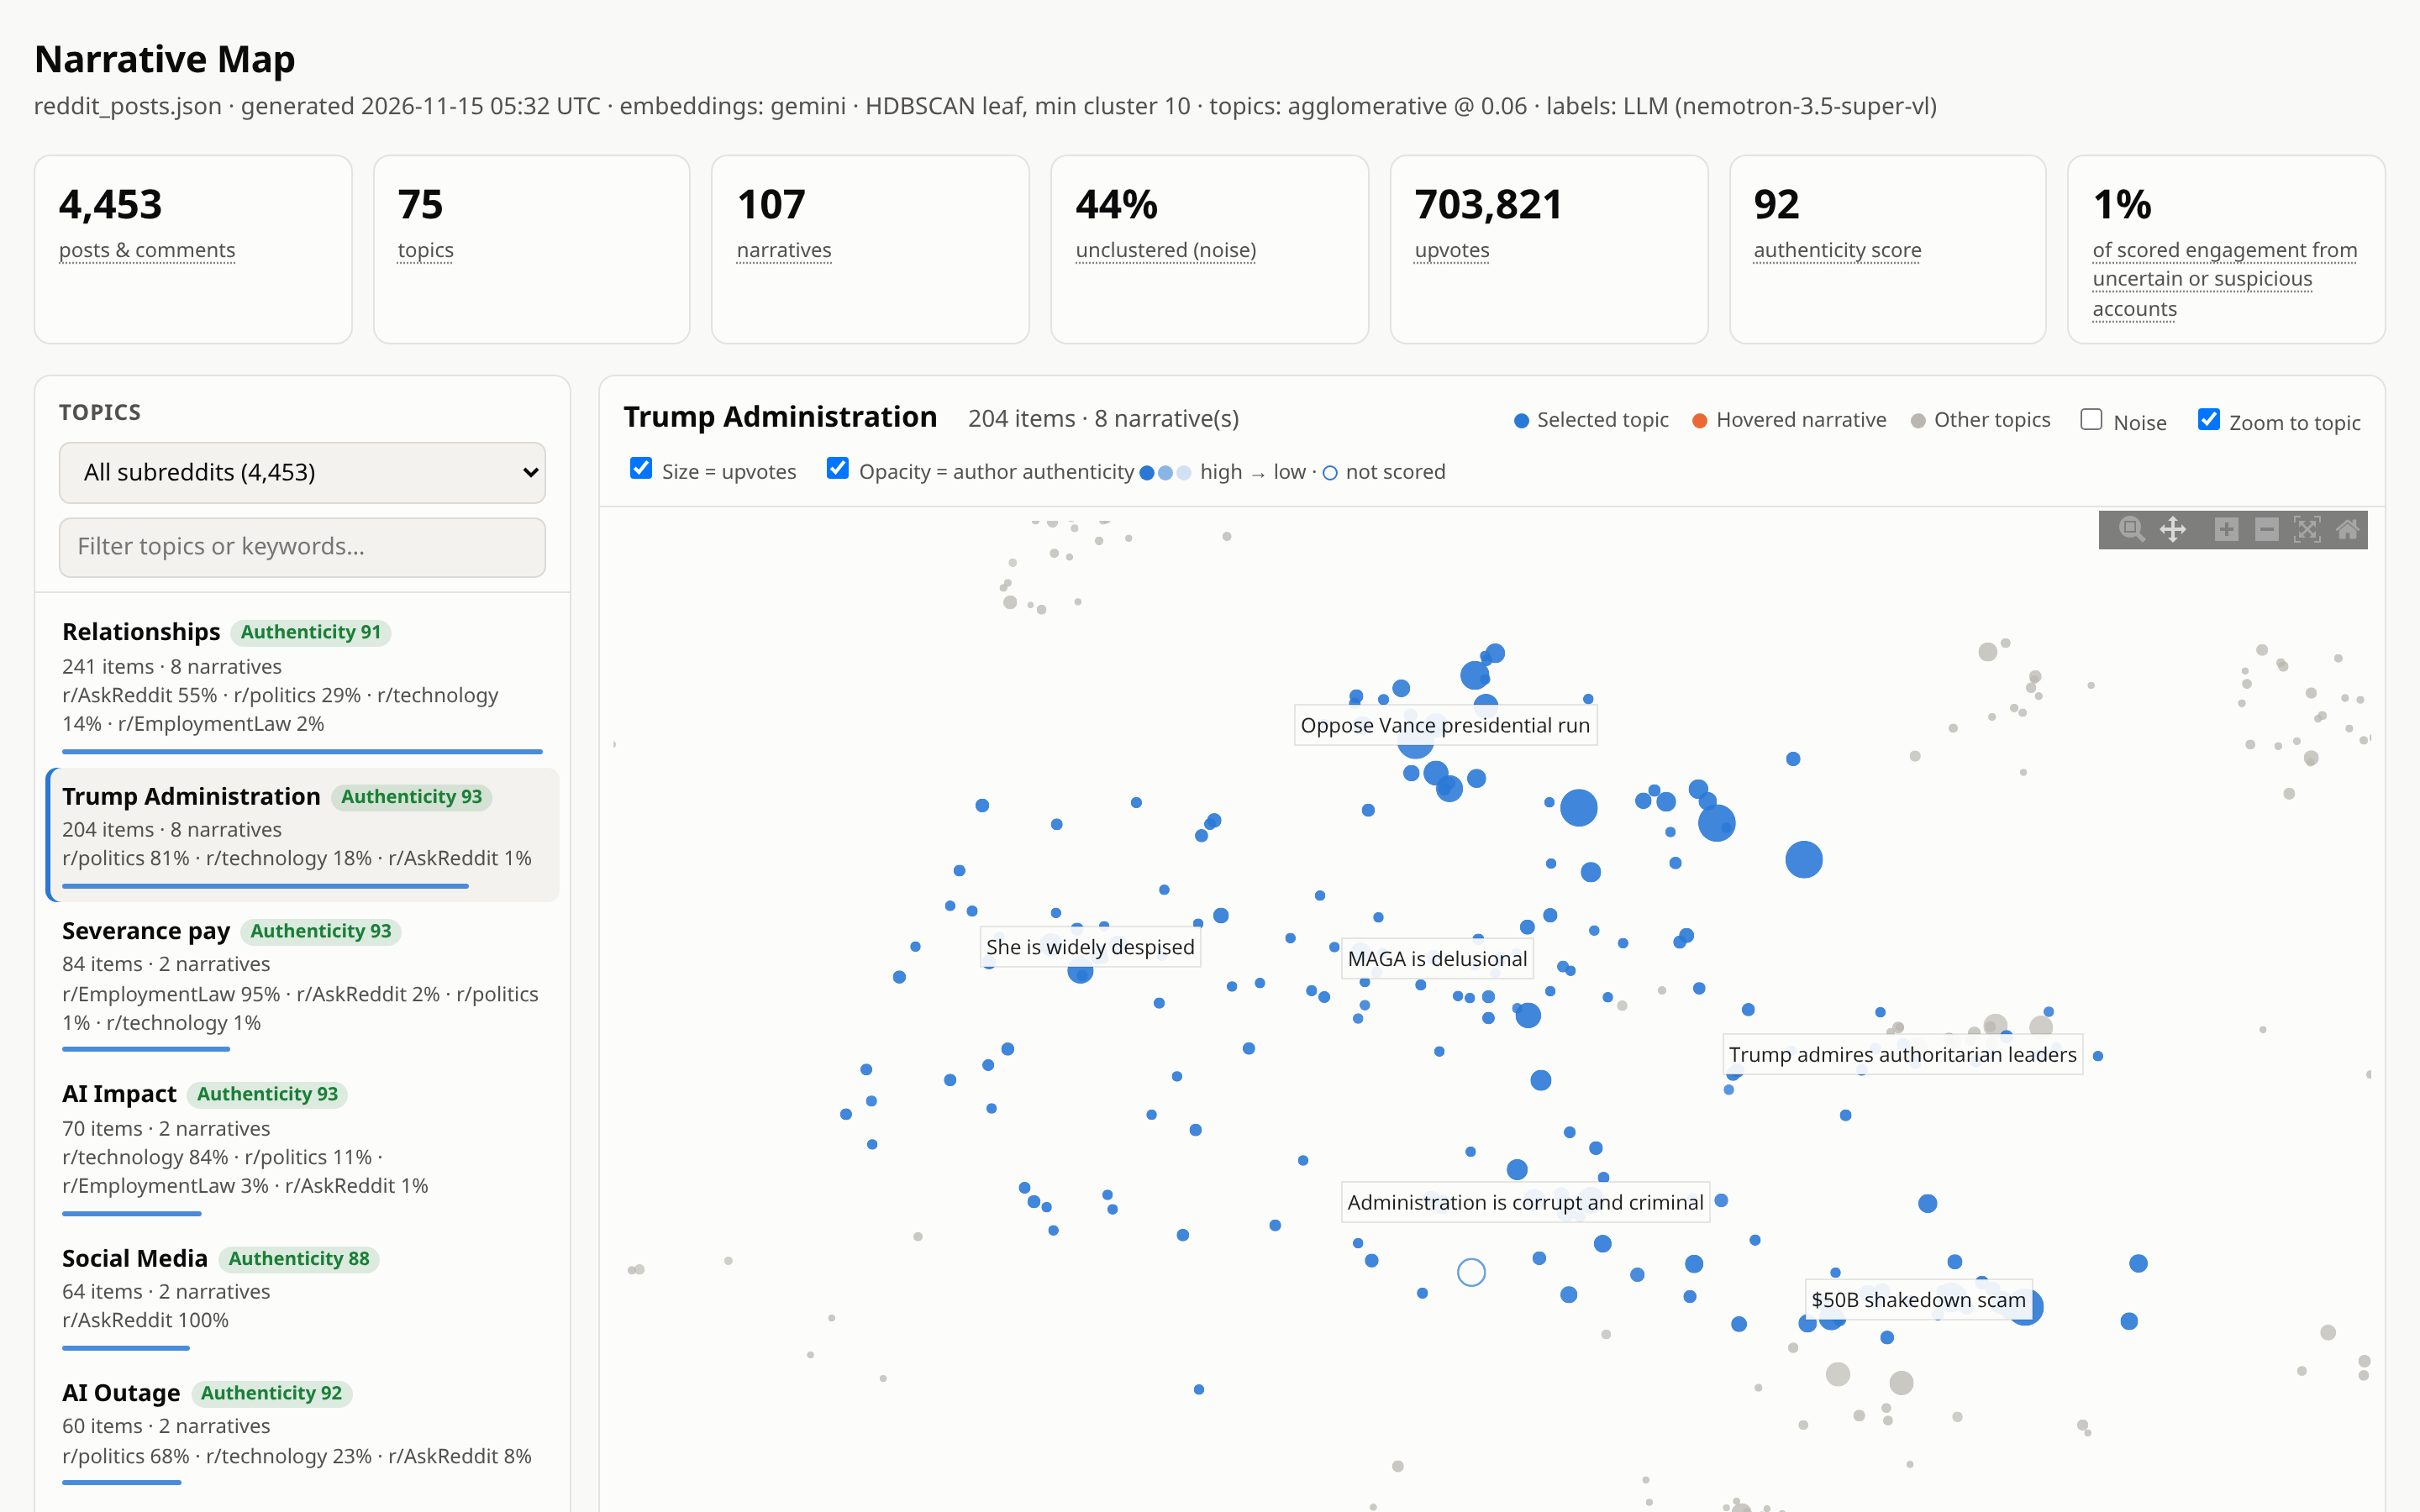 Narrative Map
reddit_posts.json · generated 2026-11-15 05:32 UTC · embeddings: gemini · HDBSCAN leaf, min cluster 10 · topics: agglomerative @ 0.06 · labels: LLM (nemotron-3.5-super-vl)
4,453
posts & comments
75
topics
107
narratives
44%
unclustered (noise)
703,821
upvotes
92
authenticity score
1%
of scored engagement from
uncertain or suspicious
accounts
TOPICS
All subreddits (4,453)
Filter topics or keywords...
Relationships Authenticity 91
241 items · 8 narratives
r/AskReddit 55% · r/politics 29% · r/technology
14% · r/EmploymentLaw 2%
Trump Administration Authenticity 93
204 items · 8 narratives
r/politics 81% · r/technology 18% · r/AskReddit 1%
Severance pay Authenticity 93
84 items · 2 narratives
r/EmploymentLaw 95% · r/AskReddit 2% · r/politics
1% · r/technology 1%
AI Impact Authenticity 93
70 items · 2 narratives
r/technology 84% · r/politics 11% ·
r/EmploymentLaw 3% · r/AskReddit 1%
Social Media Authenticity 88
64 items · 2 narratives
r/AskReddit 100%
AI Outage Authenticity 92
60 items · 2 narratives
r/politics 68% · r/technology 23% · r/AskReddit 8%
Trump Administration 204 items · 8 narrative(s)
Selected topic Hovered narrative Other topics Noise Zoom to topic
Size = upvotes Opacity = author authenticity high → low · not scored
Oppose Vance presidential run
She is widely despised
MAGA is delusional
Trump admires authoritarian leaders
Administration is corrupt and criminal
$50B shakedown scam